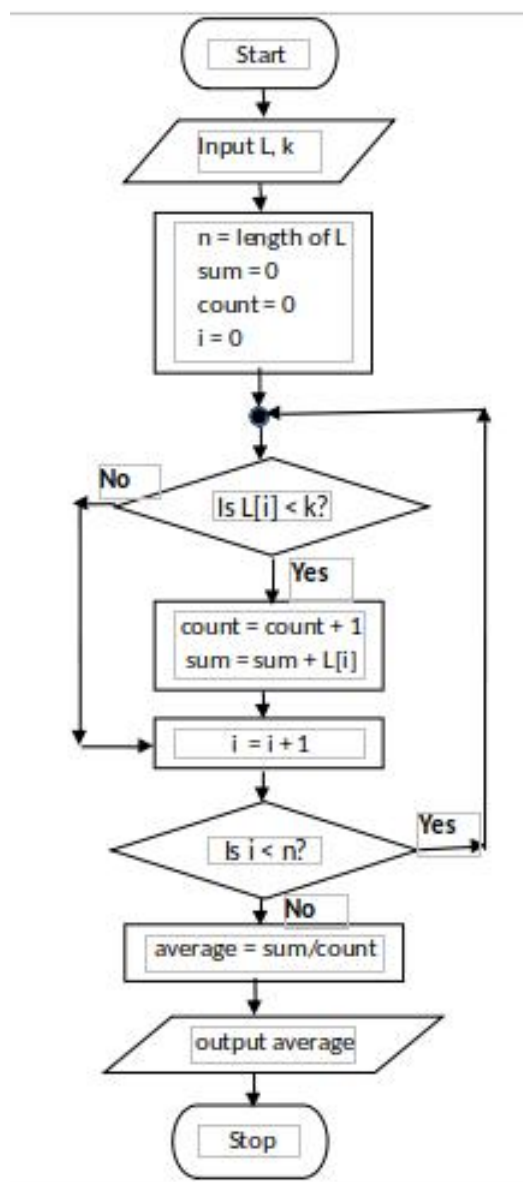 Start
Input L, k
n = length of L
sum = 0
count = 0
i = 0
No
Is L[i] < k?
Yes
count = count + 1
sum = sum + L[i]
i = i + 1
Yes
Is i < n?
No
average = sum/count
output average
Stop